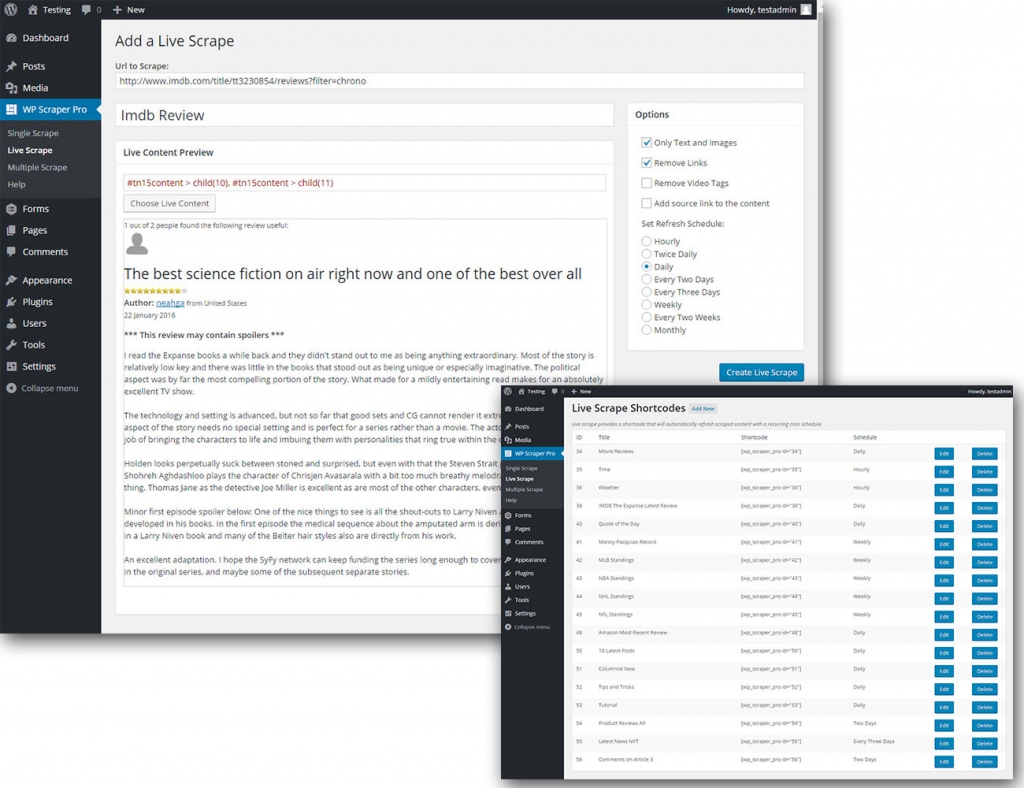 Testing 0 + New Howdy, testadmin
Dashboard
Posts
Media
WP Scraper Pro
Single Scrape
Live Scrape
Multiple Scrape
Help
Forms
Pages
Comments
Appearance
Plugins
Users
Tools
Settings
Collapse menu
Add a Live Scrape
Url to Scrape:
http://www.imdb.com/title/tt3230854/reviews?filter=chrono
Imdb Review
Live Content Preview
#tn15content > child(10), #tn15content > child(11)
Choose Live Content
1 out of 2 people found the following review useful:
The best science fiction on air right now and one of the best over all
Author: neahga from United States
22 January 2016
*** This review may contain spoilers ***
I read the Expanse books a while back and they didn't stand out to me as being anything extraordinary. Most of the story is
relatively low key and there was little in the books that stood out as being unique or especially imaginative. The political
aspect was by far the most compelling portion of the story. What made for a mildly entertaining read makes for an absolutely
excellent TV show.
The technology and setting is advanced, but not so far that good sets and CG cannot render it
aspect of the story needs no special setting and is perfect for a series rather than a movie. The
job of bringing the characters to life and imbuing them with personalities that ring true within the
Holden looks perpetually suck between stoned and surprised, but even with that the Steven Strait
Shohreh Aghdashloo plays the character of Chrisjen Avasarala with a bit too much breathy
thing. Thomas Jane as the detective Joe Miller is excellent as are most of the other characters,
Minor first episode spoiler below: One of the nice things to see is all the shout-outs to Larry Niven
developed in his books. In the first episode the medical sequence about the amputated arm is
in a Larry Niven book and many of the Belter hair styles also are directly from his work.
An excellent adaptation. I hope the SyFy network can keep funding the series long enough to
in the original series, and maybe some of the subsequent separate stories.
Options
Only Text and Images
Remove Links
Remove Video Tags
Add source link to the content
Set Refresh Schedule:
Hourly
Twice Daily
Daily
Every Two Days
Every Three Days
Weekly
Every Two Weeks
Monthly
Create Live Scrape
Testing 0 + New Howdy, testadmin
Dashboard
Posts
Media
WP Scraper Pro
Single Scrape
Live Scrape
Multiple Scrape
Help
Forms
Pages
Comments
Appearance
Plugins
Users
Tools
Settings
Collapse menu
Live Scrape Shortcodes Add New
Live scrape provides a shortcode that will automatically refresh scraped content with a recurring cron schedule.
ID Title Shortcode Schedule
34 Movie Reviews [wp_scraper_pro id="34"] Daily Edit Delete
35 Time [wp_scraper_pro id="35"] Hourly Edit Delete
36 Weather [wp_scraper_pro id="36"] Hourly Edit Delete
38 IMDB The Expanse Latest Review [wp_scraper_pro id="38"] Daily Edit Delete
40 Quote of the Day [wp_scraper_pro id="40"] Daily Edit Delete
41 Manny Pacquiao Record [wp_scraper_pro id="41"] Weekly Edit Delete
42 MLB Standings [wp_scraper_pro id="42"] Weekly Edit Delete
43 NBA Standings [wp_scraper_pro id="43"] Weekly Edit Delete
44 NHL Standings [wp_scraper_pro id="44"] Weekly Edit Delete
45 NFL Standings [wp_scraper_pro id="45"] Weekly Edit Delete
48 Amazon Most Recent Review [wp_scraper_pro id="48"] Daily Edit Delete
50 10 Latest Posts [wp_scraper_pro id="50"] Daily Edit Delete
51 Columnist New [wp_scraper_pro id="51"] Daily Edit Delete
52 Tips and Tricks [wp_scraper_pro id="52"] Daily Edit Delete
53 Tutorial [wp_scraper_pro id="53"] Daily Edit Delete
54 Product Reviews All [wp_scraper_pro id="54"] Two Days Edit Delete
55 Latest News NYT [wp_scraper_pro id="55"] Every Three Days Edit Delete
56 Comments on Article 3 [wp_scraper_pro id="56"] Two Days Edit Delete